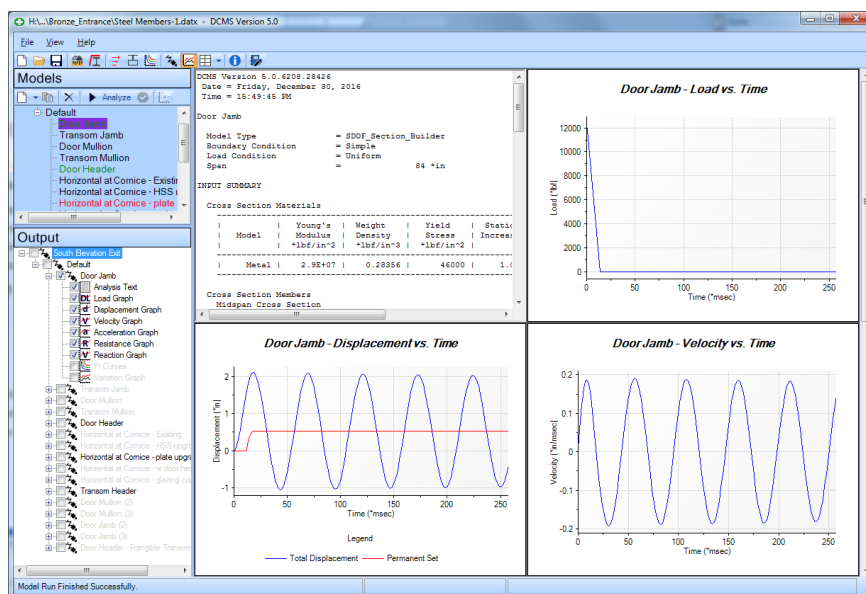 H:\...\Bronze_Entrance\Steel Members-1.datx - DCMS Version 5.0
File View Help
Models
Analyze
Default
Door Jamb
Transom Jamb
Door Mullion
Transom Mullion
Door Header
Horizontal at Cornice - Existin
Horizontal at Cornice - HSS u
Horizontal at Cornice - plate
Output
South Elevation Exit
Default
Door Jamb
Analysis Text
Load Graph
Displacement Graph
Velocity Graph
Acceleration Graph
Resistance Graph
Reaction Graph
PI Curves
Variation Graph
Transom Jamb
Door Mullion
Transom Mullion
Door Header
Horizontal at Cornice - Existing
Horizontal at Cornice - HSS upgra
Horizontal at Cornice - plate upgra
Horizontal at Cornice - w door hea
Horizontal at Cornice - glazing cap
Transom Header
Door Mullion (2)
Door Mullion (3)
Door Jamb (2)
Door Jamb (3)
Door Header - Frangible Transom
DCMS Version 5.0.6208.28426
Date = Friday, December 30, 2016
Time = 15:49:45 PM
Door Jamb
Model Type = SDOF_Section_Builder
Boundary Condition = Simple
Load Condition = Uniform
Span = 84 *in
INPUT SUMMARY
Cross Section Materials
| | Young's | Weight | Yield | Static
| Model | Modulus | Density | Stress | Increas
| | *lbf/in^2 | *lbf/in^3 | *lbf/in^2 |
| Metal | 2.9E+07 | 0.28356 | 46000 | 1.0
Cross Section Members
Midspan Cross Section
Door Jamb - Load vs. Time
Load (*lbf)
12000
10000
8000
6000
4000
2000
0
0 50 100 150 200 250
Time (*msec)
Door Jamb - Displacement vs. Time
Displacement (*in)
2
1
0
-1
0 50 100 150 200 250
Time (*msec)
Legend
Total Displacement Permanent Set
Door Jamb - Velocity vs. Time
Velocity (*in/msec)
0.2
0.1
0
-0.1
-0.2
0 50 100 150 200 250
Time (*msec)
Model Run Finished Successfully.